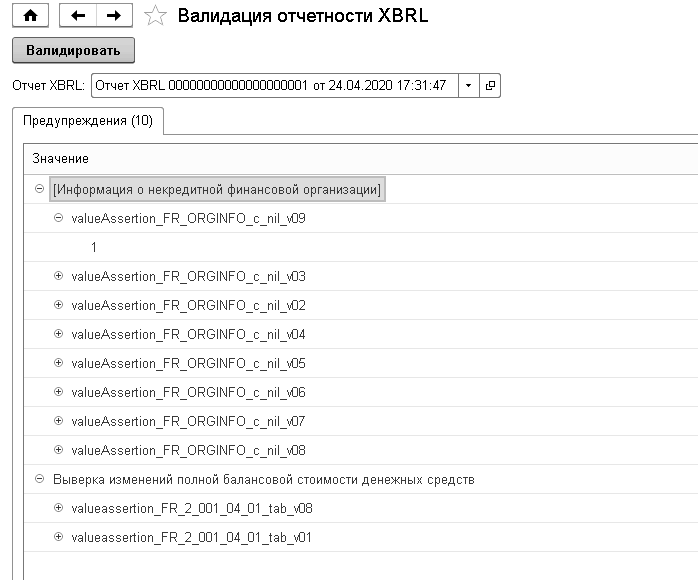 Валидация отчетности XBRL
Валидировать
Отчет XBRL: Отчет XBRL 00000000000000000001 от 24.04.2020 17:31:47
Предупреждения (10)
Значение
[Информация о некредитной финансовой организации]
valueAssertion_FR_ORGINFO_c_nil_v09
1
valueAssertion_FR_ORGINFO_c_nil_v03
valueAssertion_FR_ORGINFO_c_nil_v02
valueAssertion_FR_ORGINFO_c_nil_v04
valueAssertion_FR_ORGINFO_c_nil_v05
valueAssertion_FR_ORGINFO_c_nil_v06
valueAssertion_FR_ORGINFO_c_nil_v07
valueAssertion_FR_ORGINFO_c_nil_v08
Выверка изменений полной балансовой стоимости денежных средств
valueassertion_FR_2_001_04_01_tab_v08
valueassertion_FR_2_001_04_01_tab_v01